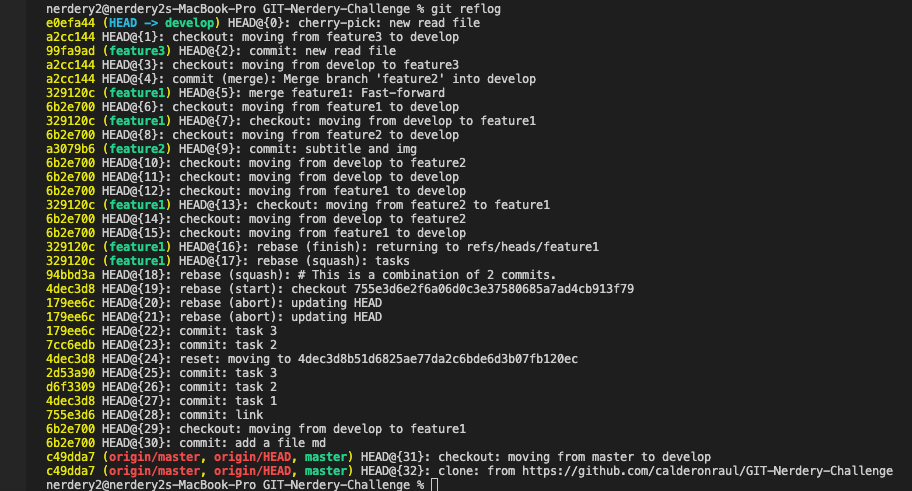 nerdery2@nerdery2s-MacBook-Pro GIT-Nerdery-Challenge % git reflog
e0efa44 (HEAD -> develop) HEAD@{0}: cherry-pick: new read file
a2cc144 HEAD@{1}: checkout: moving from feature3 to develop
99fa9ad (feature3) HEAD@{2}: commit: new read file
a2cc144 HEAD@{3}: checkout: moving from develop to feature3
a2cc144 HEAD@{4}: commit (merge): Merge branch 'feature2' into develop
329120c (feature1) HEAD@{5}: merge feature1: Fast-forward
6b2e700 HEAD@{6}: checkout: moving from feature1 to develop
329120c (feature1) HEAD@{7}: checkout: moving from develop to feature1
6b2e700 HEAD@{8}: checkout: moving from feature2 to develop
a3079b6 (feature2) HEAD@{9}: commit: subtitle and img
6b2e700 HEAD@{10}: checkout: moving from develop to feature2
6b2e700 HEAD@{11}: checkout: moving from develop to develop
6b2e700 HEAD@{12}: checkout: moving from feature1 to develop
329120c (feature1) HEAD@{13}: checkout: moving from feature2 to feature1
6b2e700 HEAD@{14}: checkout: moving from develop to feature2
6b2e700 HEAD@{15}: checkout: moving from feature1 to develop
329120c (feature1) HEAD@{16}: rebase (finish): returning to refs/heads/feature1
329120c (feature1) HEAD@{17}: rebase (squash): tasks
94bbd3a HEAD@{18}: rebase (squash): # This is a combination of 2 commits.
4dec3d8 HEAD@{19}: rebase (start): checkout 755e3d6e2f6a06d0c3e37580685a7ad4cb913f79
179ee6c HEAD@{20}: rebase (abort): updating HEAD
179ee6c HEAD@{21}: rebase (abort): updating HEAD
179ee6c HEAD@{22}: commit: task 3
7cc6edb HEAD@{23}: commit: task 2
4dec3d8 HEAD@{24}: reset: moving to 4dec3d8b51d6825ae77da2c6bde6d3b07fb120ec
2d53a90 HEAD@{25}: commit: task 3
d6f3309 HEAD@{26}: commit: task 2
4dec3d8 HEAD@{27}: commit: task 1
755e3d6 HEAD@{28}: commit: link
6b2e700 HEAD@{29}: checkout: moving from develop to feature1
6b2e700 HEAD@{30}: commit: add a file md
c49dda7 (origin/master, origin/HEAD, master) HEAD@{31}: checkout: moving from master to develop
c49dda7 (origin/master, origin/HEAD, master) HEAD@{32}: clone: from https://github.com/calderonraul/GIT-Nerdery-Challenge
nerdery2@nerdery2s-MacBook-Pro GIT-Nerdery-Challenge %